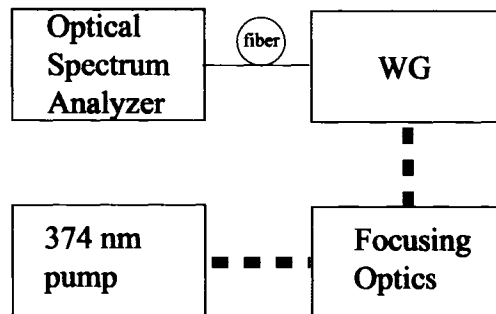 Optical
Spectrum
Analyzer
fiber
WG
374 nm
pump
Focusing
Optics